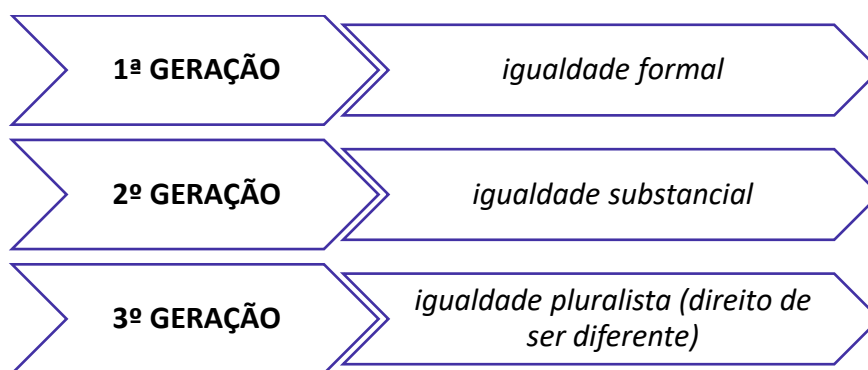 1ª GERAÇÃO
igualdade formal
2º GERAÇÃO
igualdade substancial
3º GERAÇÃO
igualdade pluralista (direito de
ser diferente)